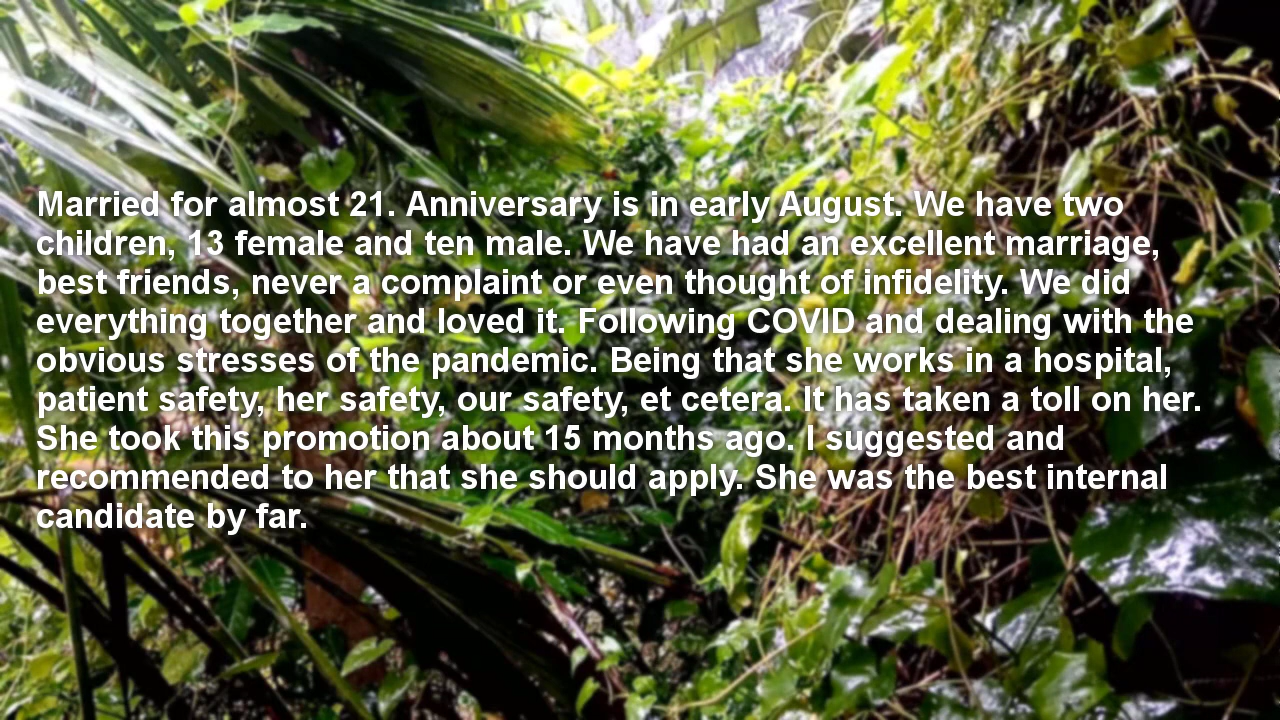 Married for almost 21. Anniversary is in early August. We have two
children, 13 female and ten male. We have had an excellent marriage,
best friends, never a complaint or even thought of infidelity. We did
everything together and loved it. Following COVID and dealing with the
obvious stresses of the pandemic. Being that she works in a hospital,
patient safety, her safety, our safety, et cetera. It has taken a toll on her.
She took this promotion about 15 months ago. I suggested and
recommended to her that she should apply. She was the best internal
candidate by far.